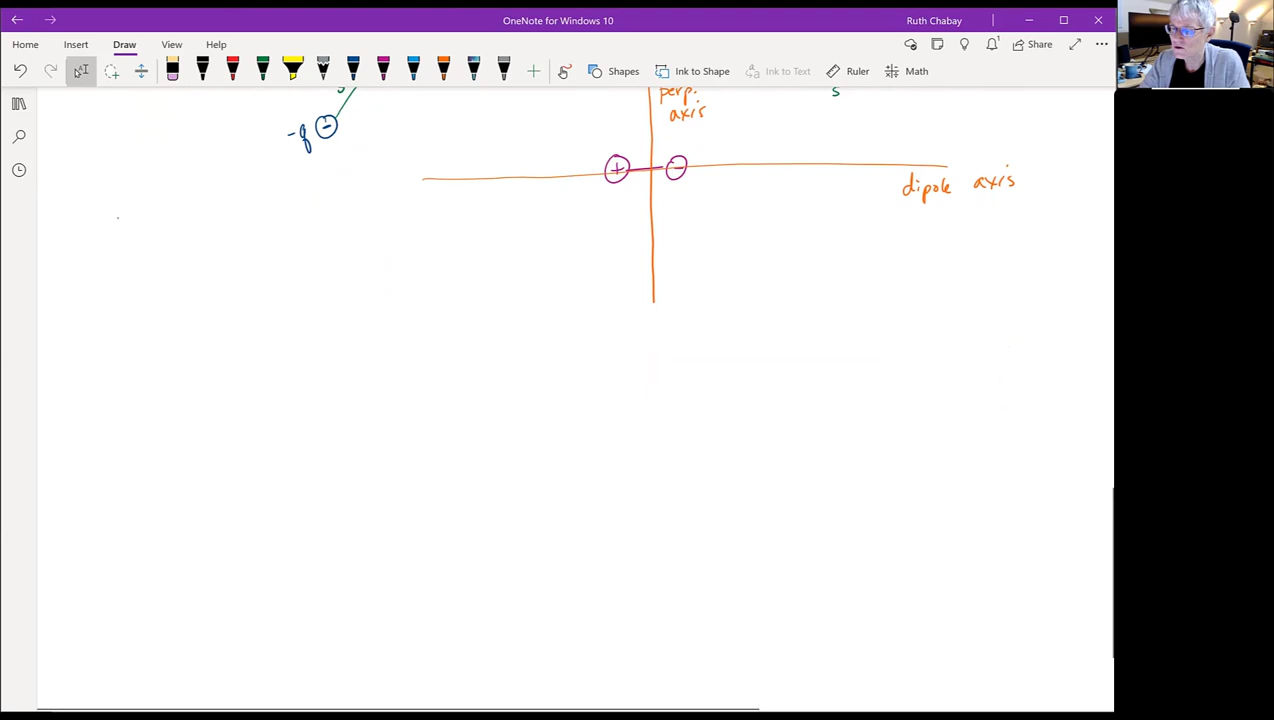 OneNote for Windows 10
Ruth Chabay
Home
Insert
Draw
View
Help
Share
Shapes
Ink to Shape
Ink to Text
Ruler
Math
perp.
axis
s
-q
−
+
−
dipole axis